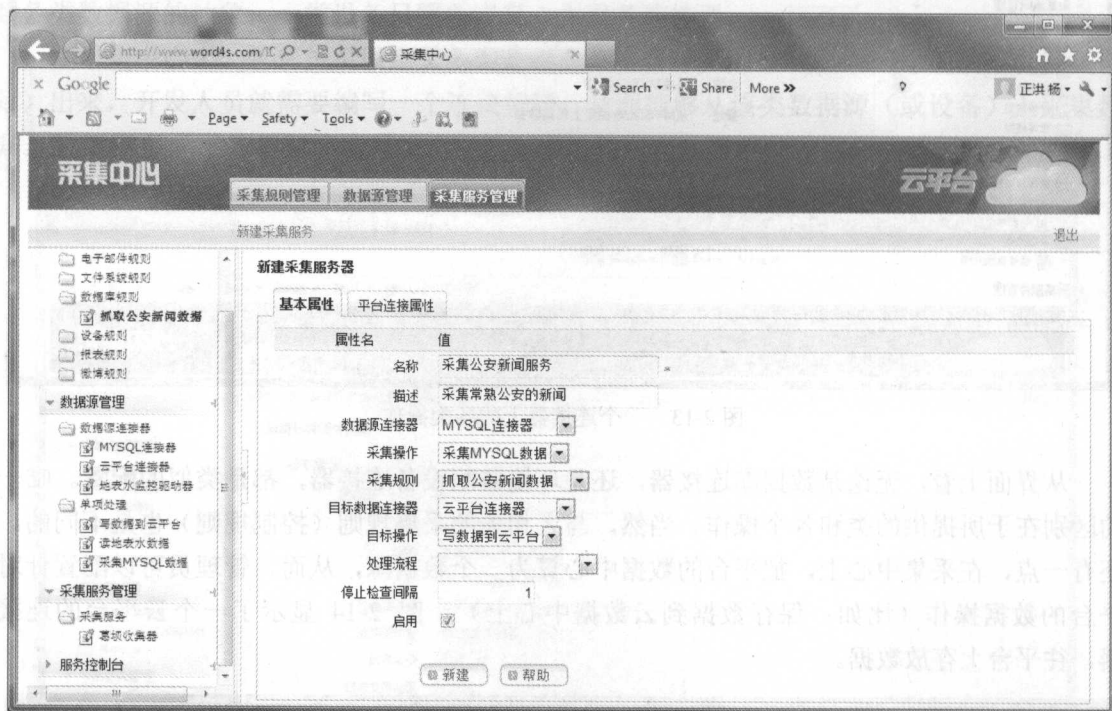 http://www.word4s.com/
采集中心
Google
Search
Share
More >>
正洪 杨
Page
Safety
Tools
采集中心
云平台
采集规则管理
数据源管理
采集服务管理
新建采集服务
退出
电子邮件规则
文件系统规则
数据库规则
抓取公安新闻数据
设备规则
报表规则
微博规则
数据源管理
数据源连接器
MYSQL连接器
云平台连接器
地表水监控驱动器
单项处理
写数据到云平台
读地表水数据
采集MYSQL数据
采集服务管理
采集服务
葛坝收集器
服务控制台
新建采集服务器
基本属性
平台连接属性
属性名 值
名称 采集公安新闻服务 *
描述 采集常熟公安的新闻
数据源连接器 MYSQL连接器
采集操作 采集MYSQL数据
采集规则 抓取公安新闻数据
目标数据连接器 云平台连接器
目标操作 写数据到云平台
处理流程
停止检查间隔 1
启用
新建
帮助